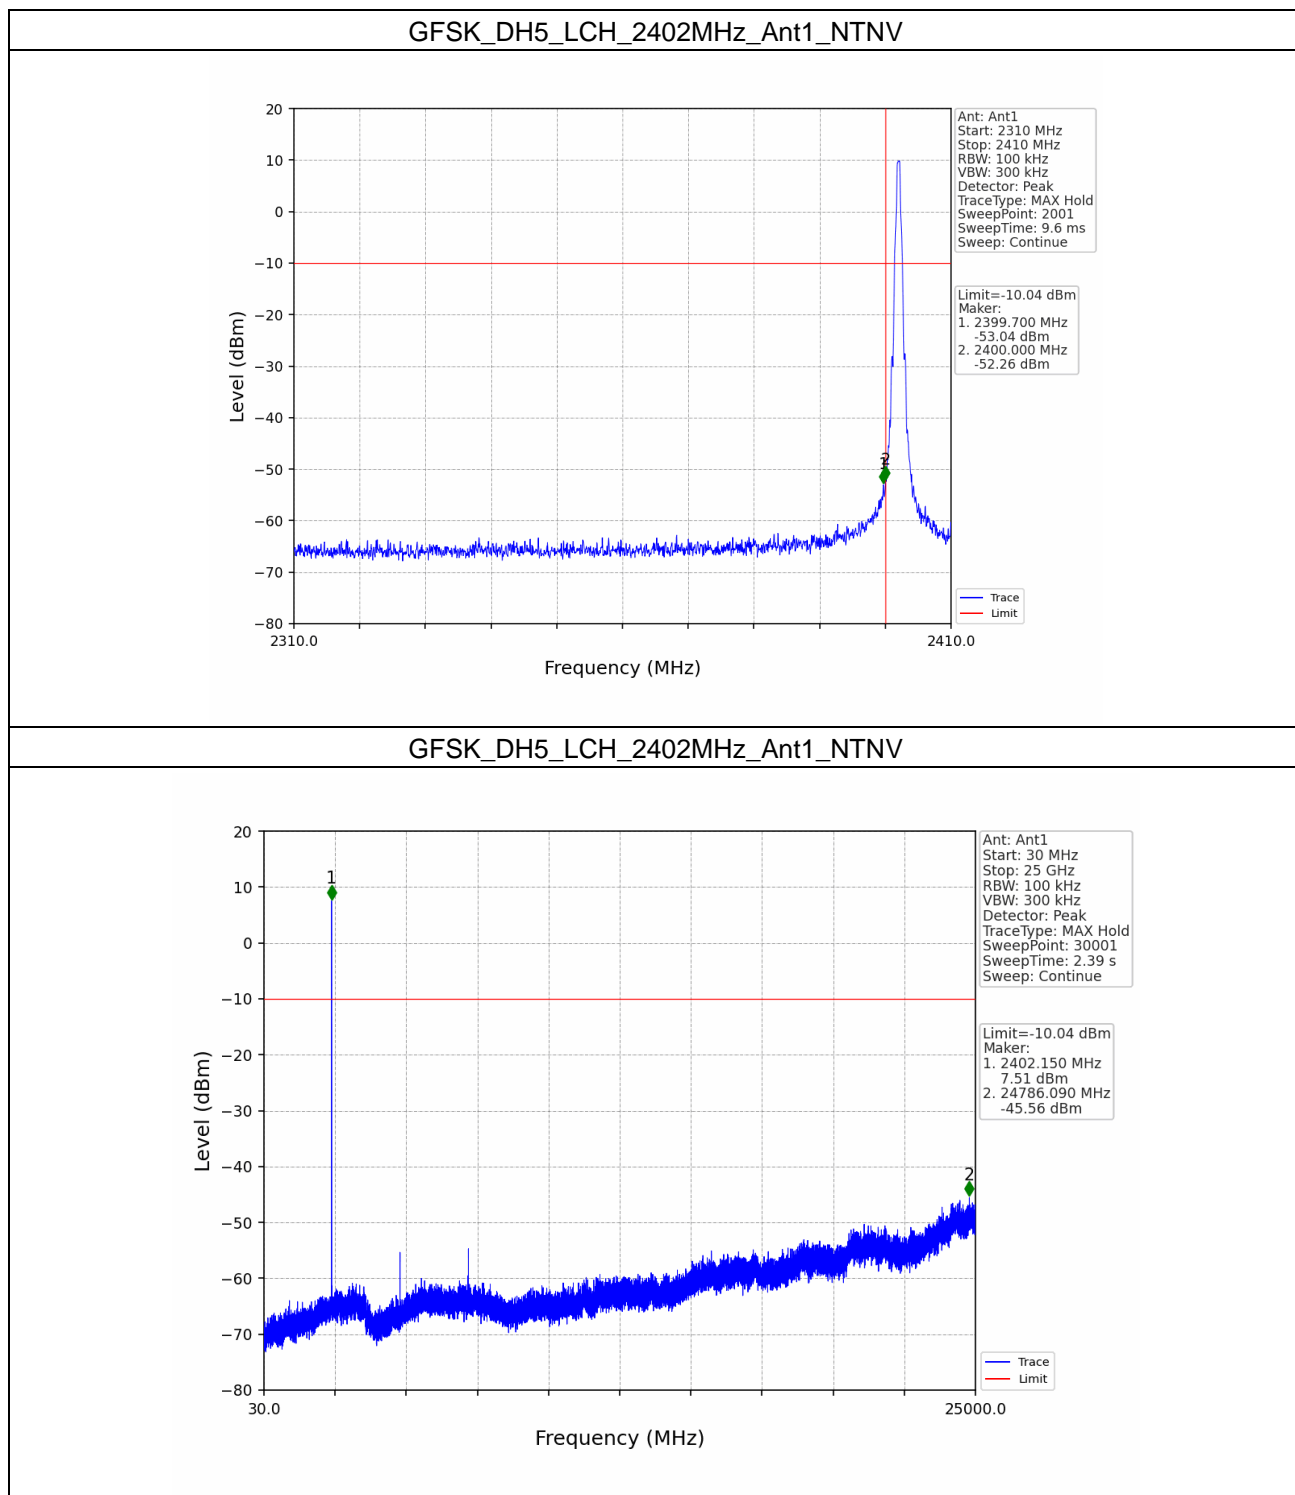 GFSK_DH5_LCH_2402MHz_Ant1_NTNV
20
10
0
−10
−20
−30
−40
−50
−60
−70
−80
Level (dBm)
1
2
2310.0
2410.0
Frequency (MHz)
Ant: Ant1
Start: 2310 MHz
Stop: 2410 MHz
RBW: 100 kHz
VBW: 300 kHz
Detector: Peak
TraceType: MAX Hold
SweepPoint: 2001
SweepTime: 9.6 ms
Sweep: Continue
Limit=-10.04 dBm
Maker:
1. 2399.700 MHz
-53.04 dBm
2. 2400.000 MHz
-52.26 dBm
Trace
Limit
GFSK_DH5_LCH_2402MHz_Ant1_NTNV
20
10
0
−10
−20
−30
−40
−50
−60
−70
−80
Level (dBm)
1
2
30.0
25000.0
Frequency (MHz)
Ant: Ant1
Start: 30 MHz
Stop: 25 GHz
RBW: 100 kHz
VBW: 300 kHz
Detector: Peak
TraceType: MAX Hold
SweepPoint: 30001
SweepTime: 2.39 s
Sweep: Continue
Limit=-10.04 dBm
Maker:
1. 2402.150 MHz
7.51 dBm
2. 24786.090 MHz
-45.56 dBm
Trace
Limit